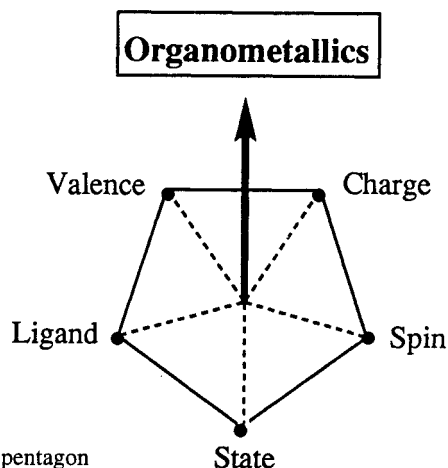 Organometallics
Valence
Charge
Ligand
Spin
State
pentagon